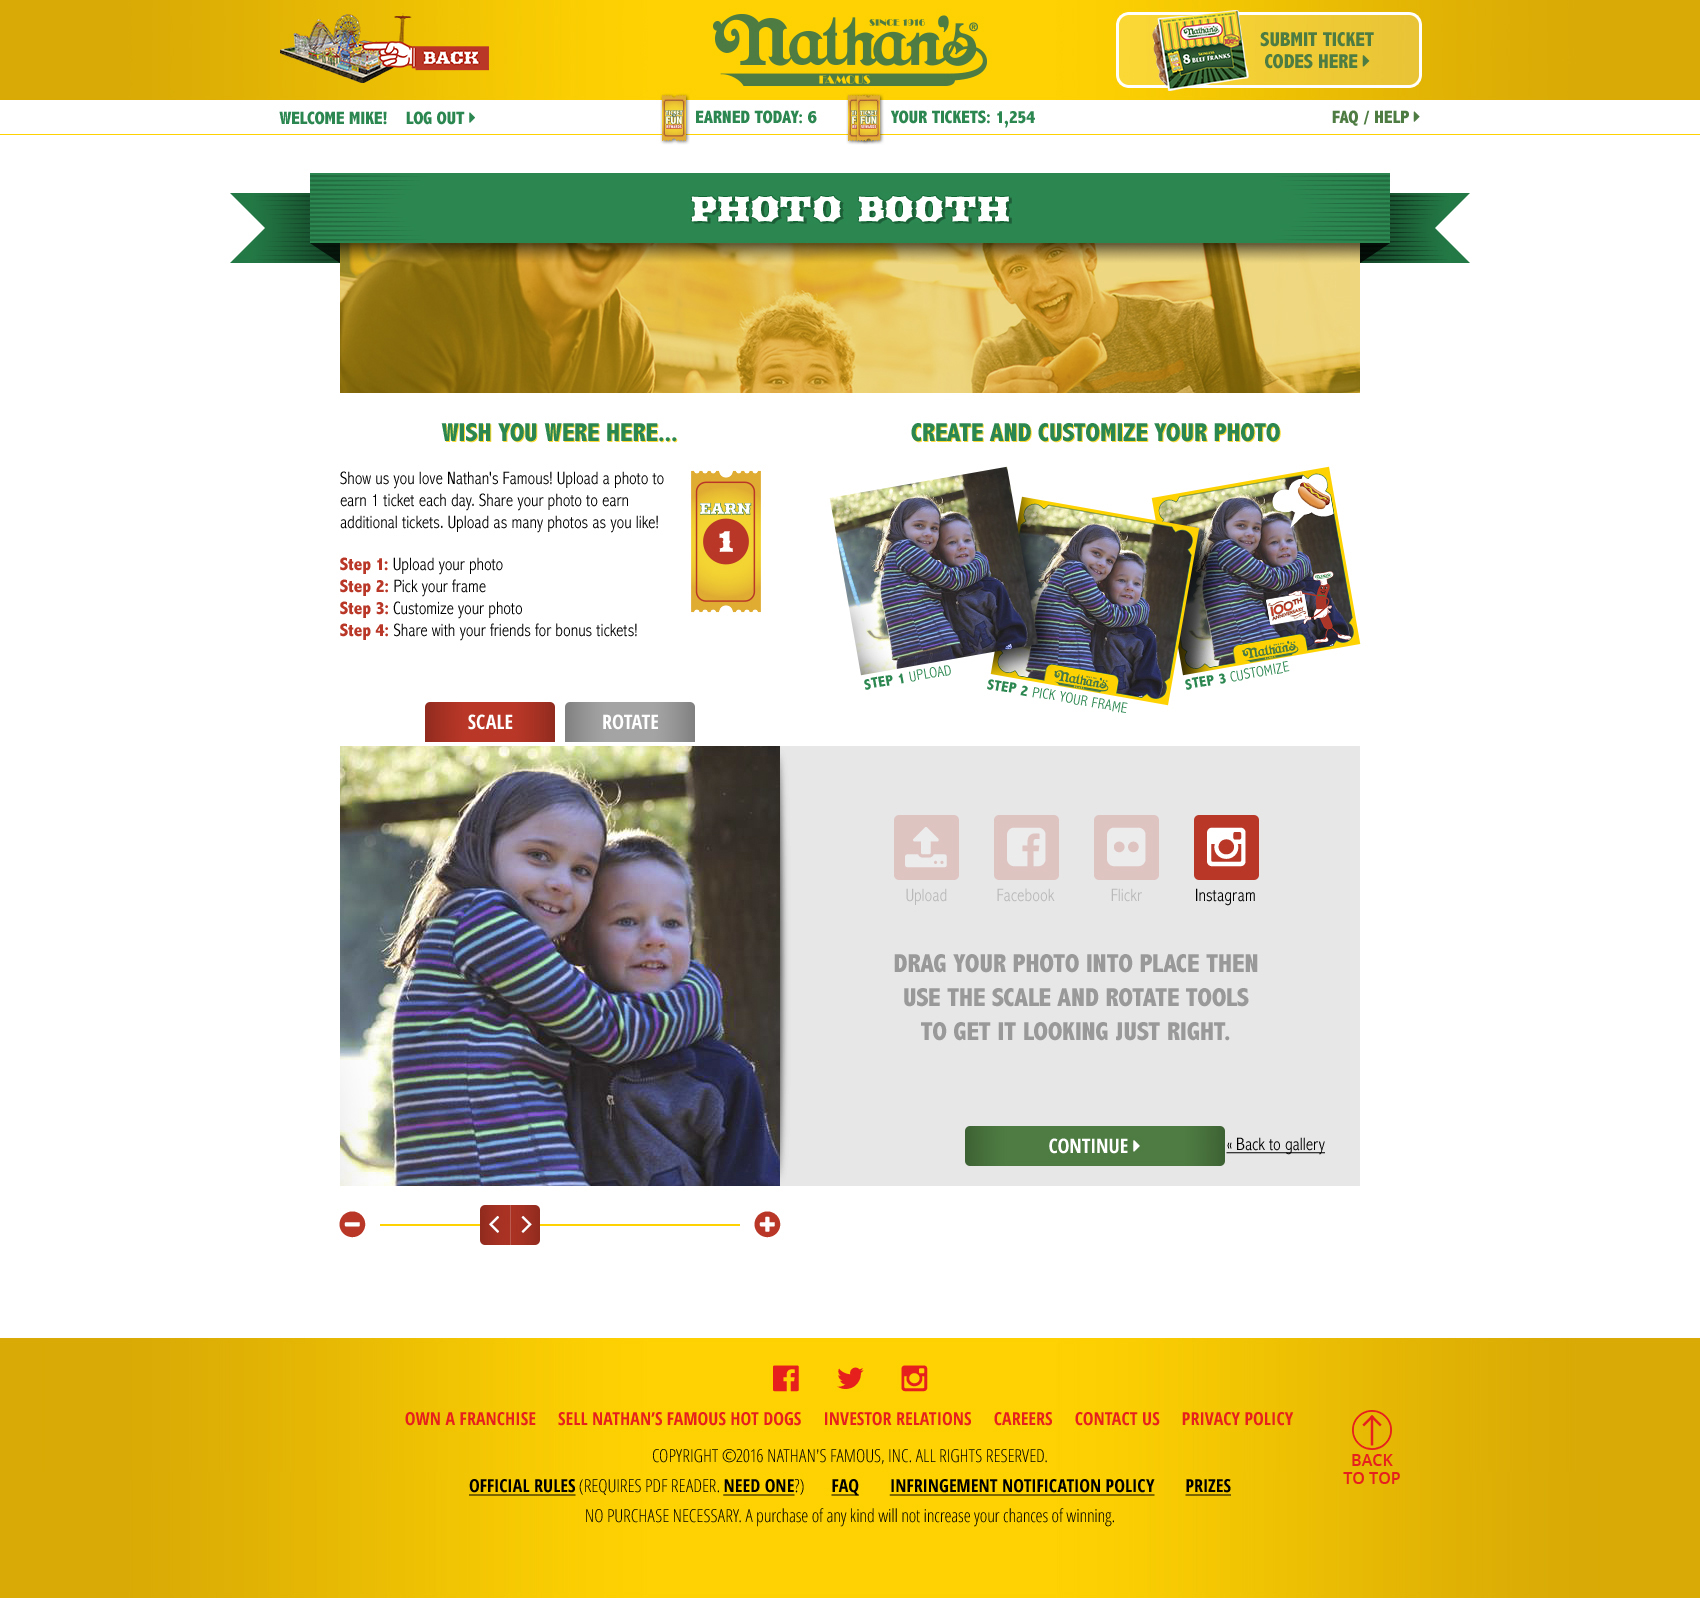 BACK
SINCE 1916
Nathan's®
FAMOUS
Nathan's
8 BEEF FRANKS
SUBMIT TICKET
CODES HERE
WELCOME MIKE!
LOG OUT
FUN
EARNED TODAY: 6
FUN
YOUR TICKETS: 1,254
FAQ / HELP
PHOTO BOOTH
WISH YOU WERE HERE...
Show us you love Nathan's Famous! Upload a photo to
earn 1 ticket each day. Share your photo to earn
additional tickets. Upload as many photos as you like!
Step 1: Upload your photo
Step 2: Pick your frame
Step 3: Customize your photo
Step 4: Share with your friends for bonus tickets!
EARN
1
CREATE AND CUSTOMIZE YOUR PHOTO
100TH
ANNIVERSARY
Nathan's
Nathan's
STEP 1 UPLOAD
STEP 2 PICK YOUR FRAME
STEP 3 CUSTOMIZE
SCALE
ROTATE
Upload
Facebook
Flickr
Instagram
DRAG YOUR PHOTO INTO PLACE THEN
USE THE SCALE AND ROTATE TOOLS
TO GET IT LOOKING JUST RIGHT.
CONTINUE
« Back to gallery
OWN A FRANCHISE
SELL NATHAN'S FAMOUS HOT DOGS
INVESTOR RELATIONS
CAREERS
CONTACT US
PRIVACY POLICY
COPYRIGHT ©2016 NATHAN'S FAMOUS, INC. ALL RIGHTS RESERVED.
OFFICIAL RULES (REQUIRES PDF READER. NEED ONE?)
FAQ
INFRINGEMENT NOTIFICATION POLICY
PRIZES
NO PURCHASE NECESSARY. A purchase of any kind will not increase your chances of winning.
BACK
TO TOP